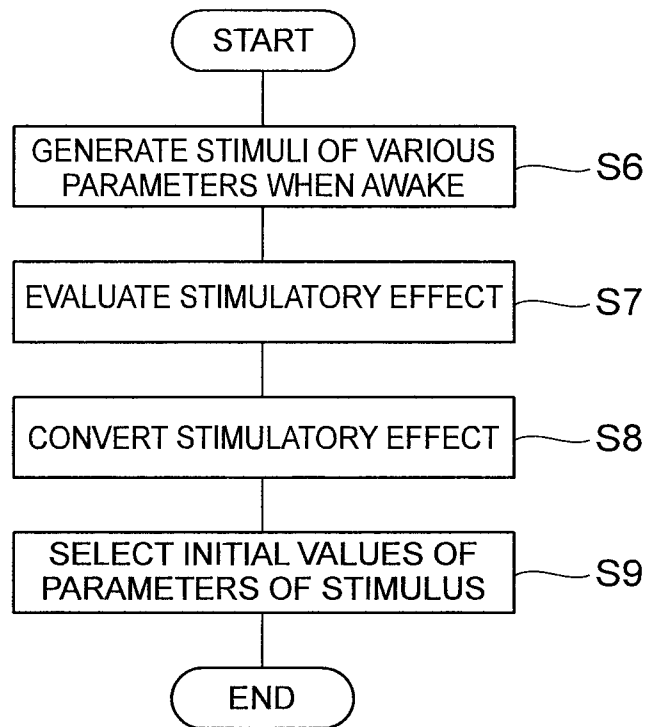 START
GENERATE STIMULI OF VARIOUS
PARAMETERS WHEN AWAKE
S6
EVALUATE STIMULATORY EFFECT
S7
CONVERT STIMULATORY EFFECT
S8
SELECT INITIAL VALUES OF
PARAMETERS OF STIMULUS
S9
END